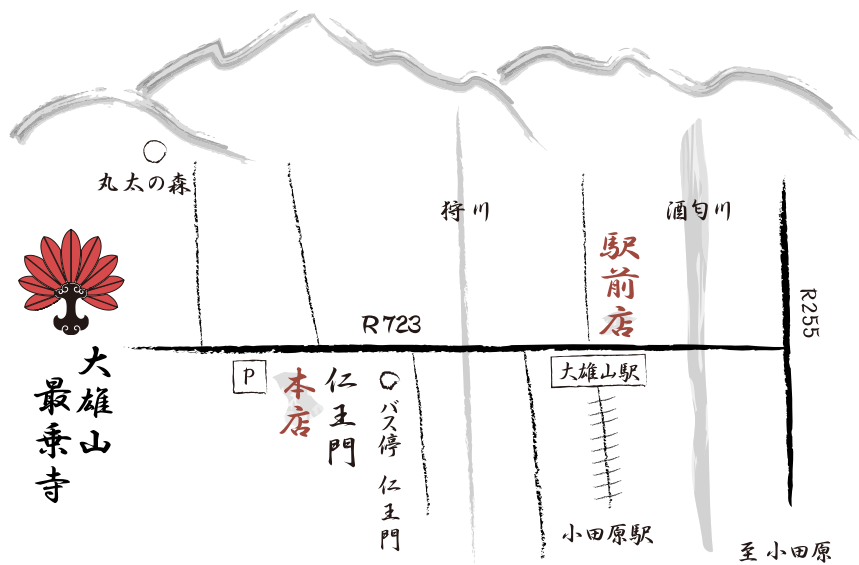 丸太の森
狩川
酒匂川
駅前店
R255
R723
P
大雄山駅
本店
仁王門
バス停 仁王門
大雄山
最乗寺
小田原駅
至 小田原